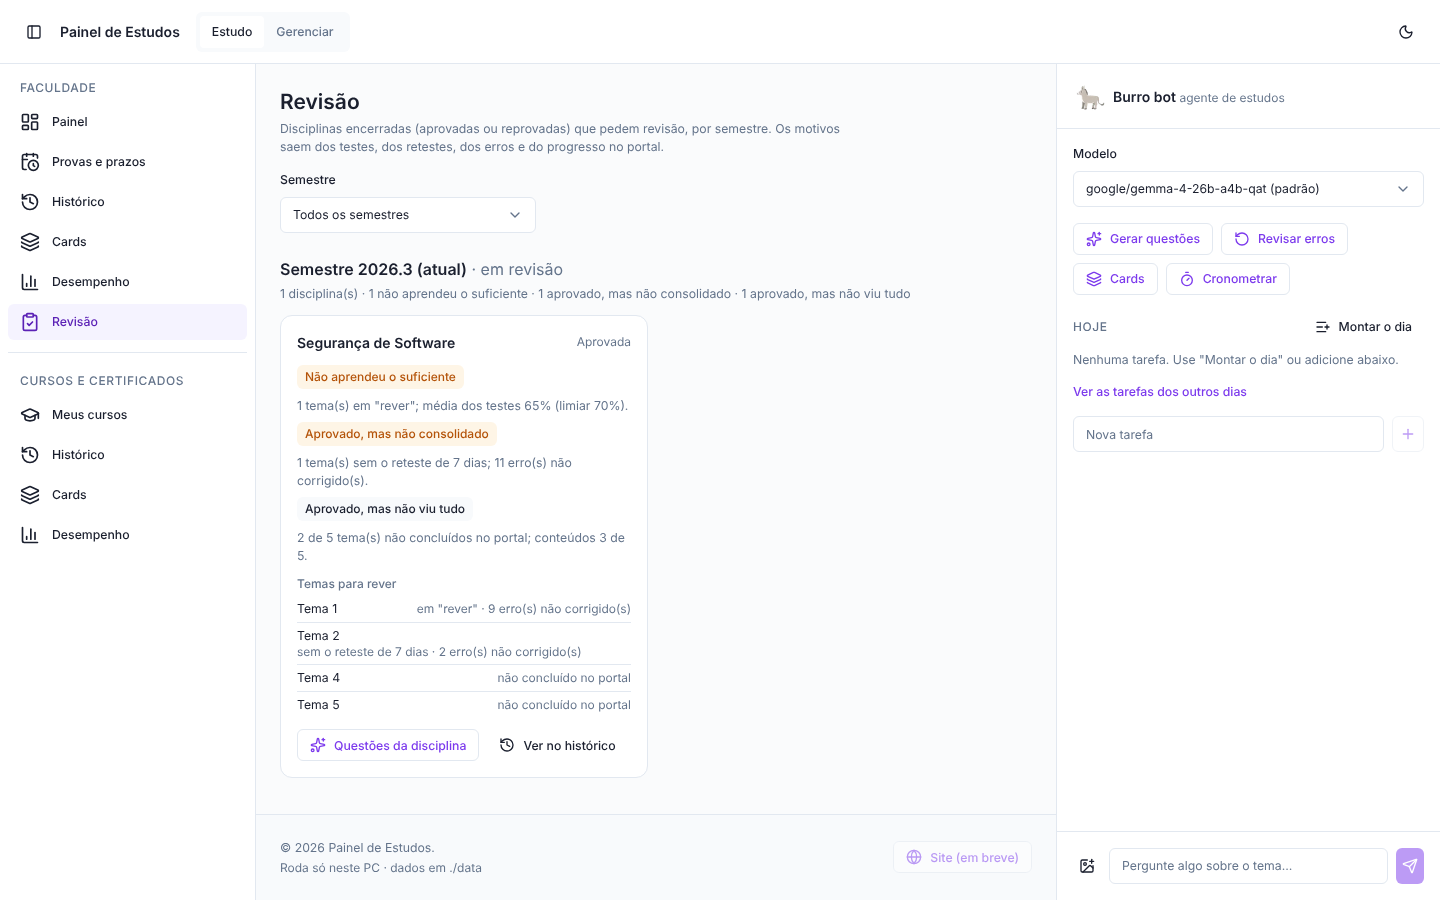 Painel de Estudos
Estudo
Gerenciar
FACULDADE
Painel
Provas e prazos
Histórico
Cards
Desempenho
Revisão
CURSOS E CERTIFICADOS
Meus cursos
Histórico
Cards
Desempenho
Revisão
Disciplinas encerradas (aprovadas ou reprovadas) que pedem revisão, por semestre. Os motivos
saem dos testes, dos retestes, dos erros e do progresso no portal.
Semestre
Todos os semestres
Semestre 2026.3 (atual) · em revisão
1 disciplina(s) · 1 não aprendeu o suficiente · 1 aprovado, mas não consolidado · 1 aprovado, mas não viu tudo
Segurança de Software
Aprovada
Não aprendeu o suficiente
1 tema(s) em "rever"; média dos testes 65% (limiar 70%).
Aprovado, mas não consolidado
1 tema(s) sem o reteste de 7 dias; 11 erro(s) não
corrigido(s).
Aprovado, mas não viu tudo
2 de 5 tema(s) não concluídos no portal; conteúdos 3 de
5.
Temas para rever
Tema 1 em "rever" · 9 erro(s) não corrigido(s)
Tema 2
sem o reteste de 7 dias · 2 erro(s) não corrigido(s)
Tema 4 não concluído no portal
Tema 5 não concluído no portal
Questões da disciplina
Ver no histórico
© 2026 Painel de Estudos.
Roda só neste PC · dados em ./data
Site (em breve)
Burro bot agente de estudos
Modelo
google/gemma-4-26b-a4b-qat (padrão)
Gerar questões
Revisar erros
Cards
Cronometrar
HOJE
Montar o dia
Nenhuma tarefa. Use "Montar o dia" ou adicione abaixo.
Ver as tarefas dos outros dias
Nova tarefa
Pergunte algo sobre o tema...